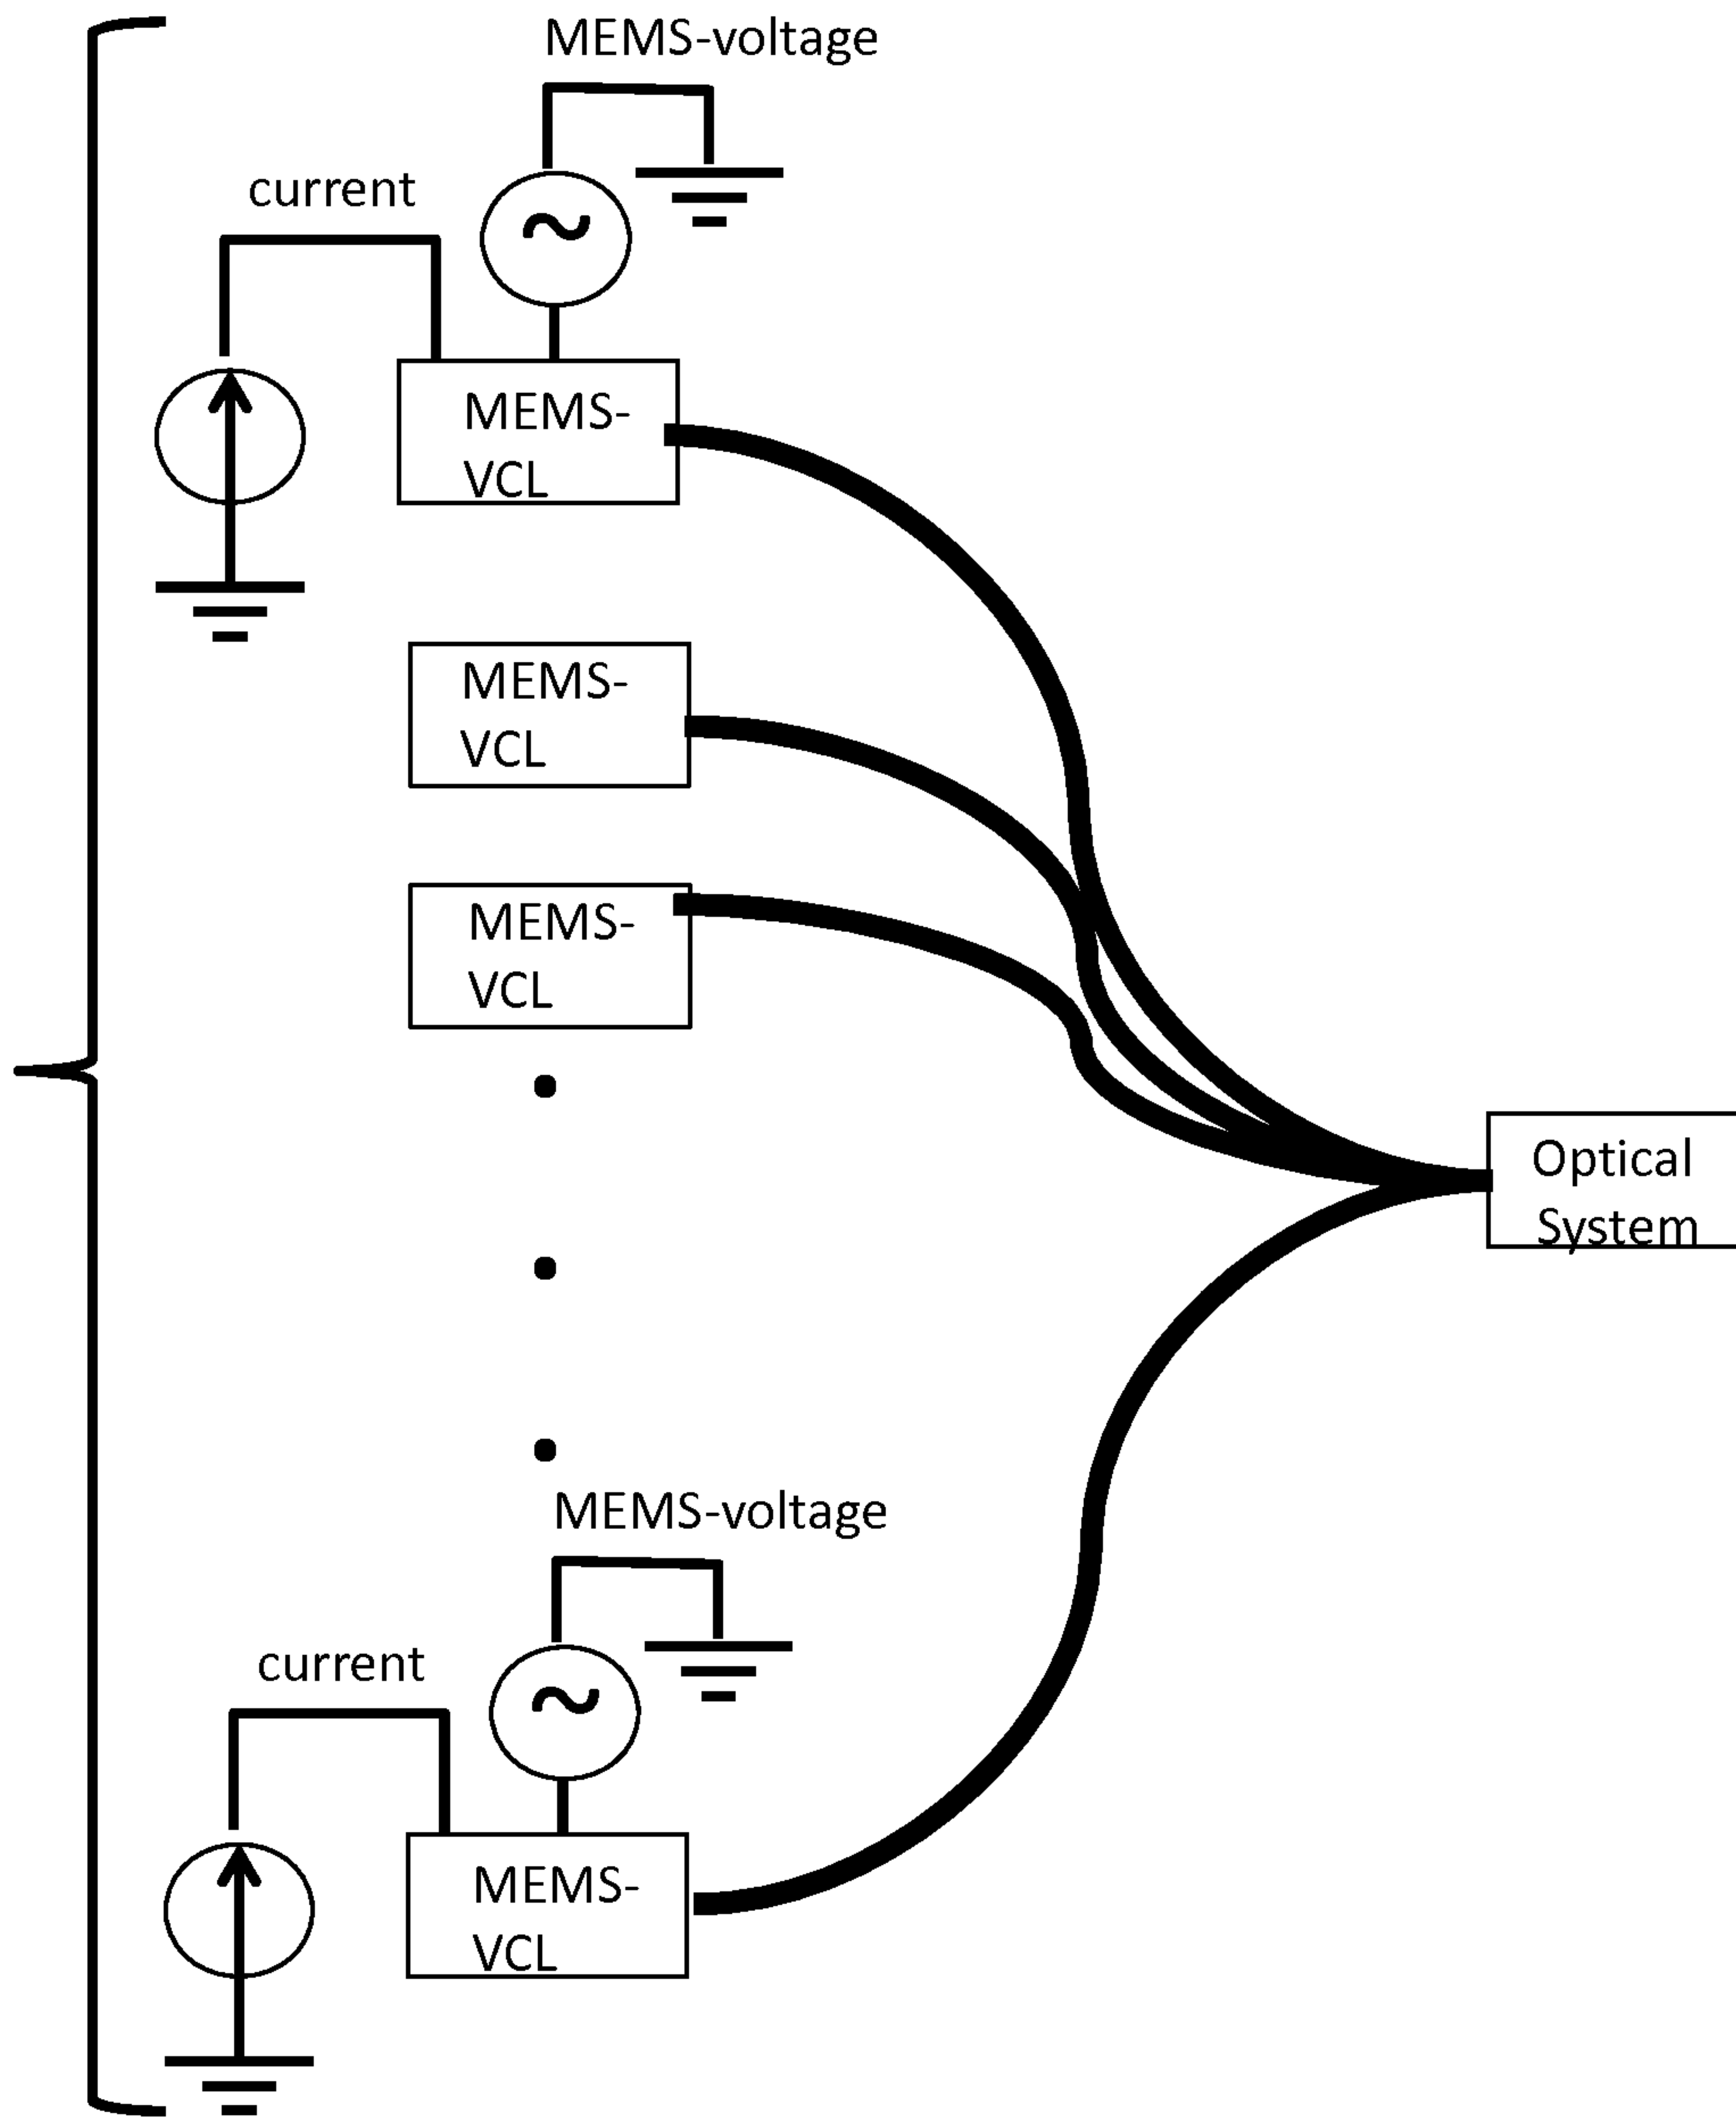 MEMS-voltage
current
MEMS-
VCL
MEMS-
VCL
MEMS-
VCL
Optical
System
MEMS-voltage
current
MEMS-
VCL